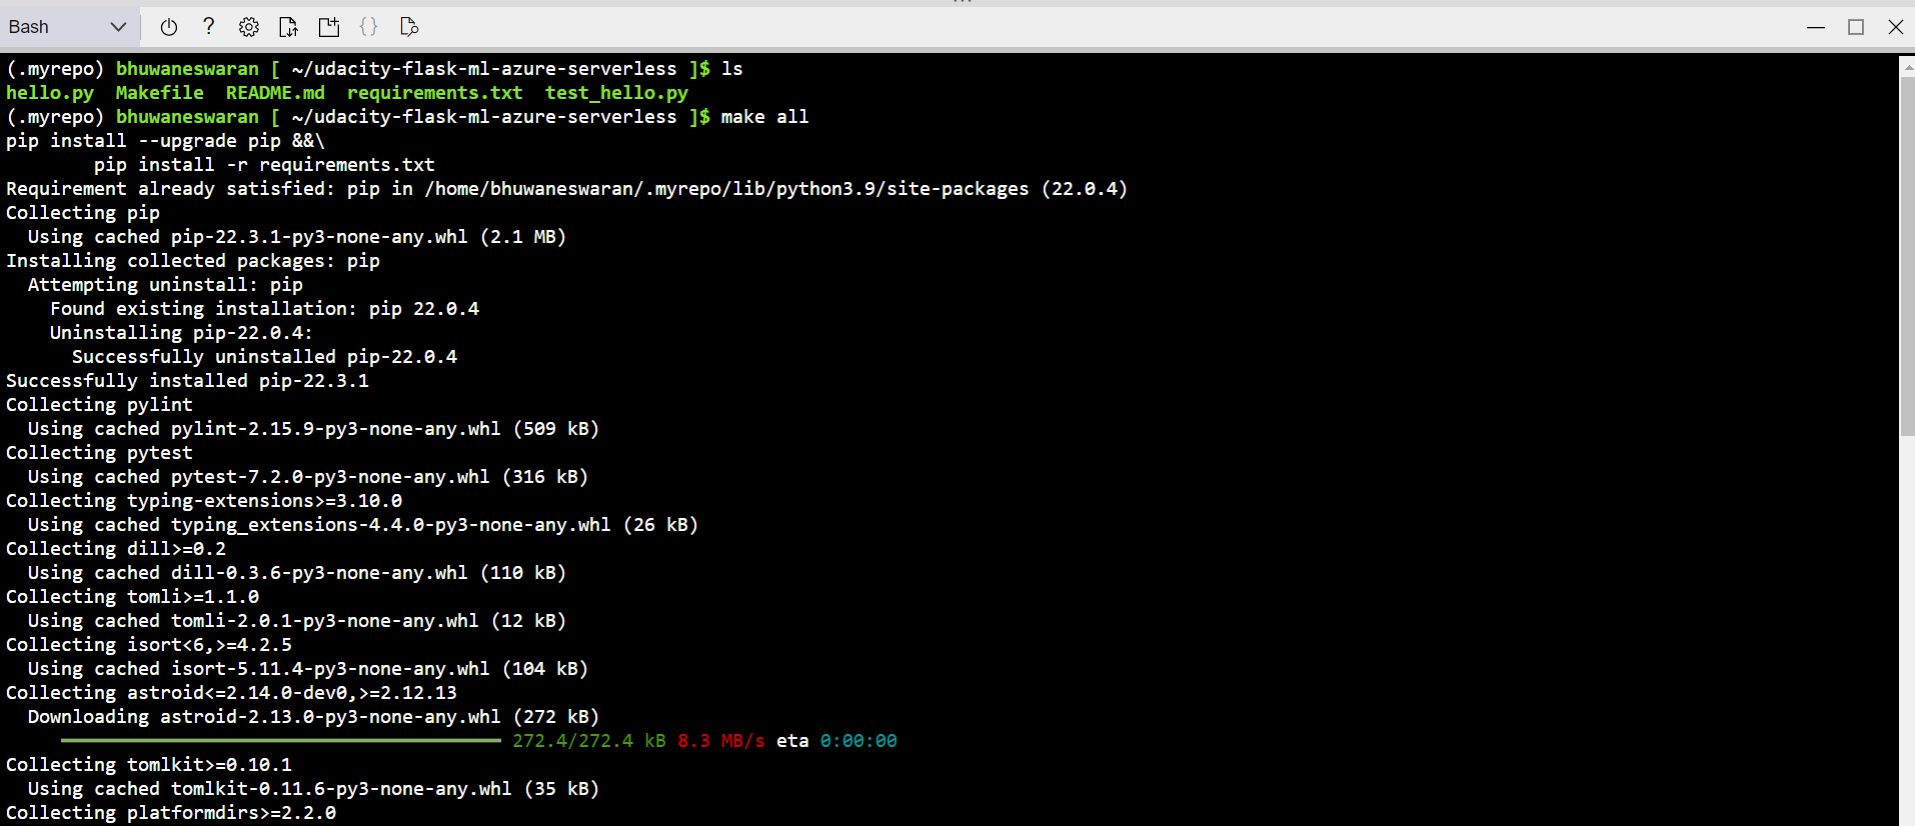 Bash
(.myrepo) bhuwaneswaran [ ~/udacity-flask-ml-azure-serverless ]$ ls
hello.py  Makefile  README.md  requirements.txt  test_hello.py
(.myrepo) bhuwaneswaran [ ~/udacity-flask-ml-azure-serverless ]$ make all
pip install --upgrade pip &&\
        pip install -r requirements.txt
Requirement already satisfied: pip in /home/bhuwaneswaran/.myrepo/lib/python3.9/site-packages (22.0.4)
Collecting pip
  Using cached pip-22.3.1-py3-none-any.whl (2.1 MB)
Installing collected packages: pip
  Attempting uninstall: pip
    Found existing installation: pip 22.0.4
    Uninstalling pip-22.0.4:
      Successfully uninstalled pip-22.0.4
Successfully installed pip-22.3.1
Collecting pylint
  Using cached pylint-2.15.9-py3-none-any.whl (509 kB)
Collecting pytest
  Using cached pytest-7.2.0-py3-none-any.whl (316 kB)
Collecting typing-extensions>=3.10.0
  Using cached typing_extensions-4.4.0-py3-none-any.whl (26 kB)
Collecting dill>=0.2
  Using cached dill-0.3.6-py3-none-any.whl (110 kB)
Collecting tomli>=1.1.0
  Using cached tomli-2.0.1-py3-none-any.whl (12 kB)
Collecting isort<6,>=4.2.5
  Using cached isort-5.11.4-py3-none-any.whl (104 kB)
Collecting astroid<=2.14.0-dev0,>=2.12.13
  Downloading astroid-2.13.0-py3-none-any.whl (272 kB)
272.4/272.4 kB 8.3 MB/s eta 0:00:00
Collecting tomlkit>=0.10.1
  Using cached tomlkit-0.11.6-py3-none-any.whl (35 kB)
Collecting platformdirs>=2.2.0